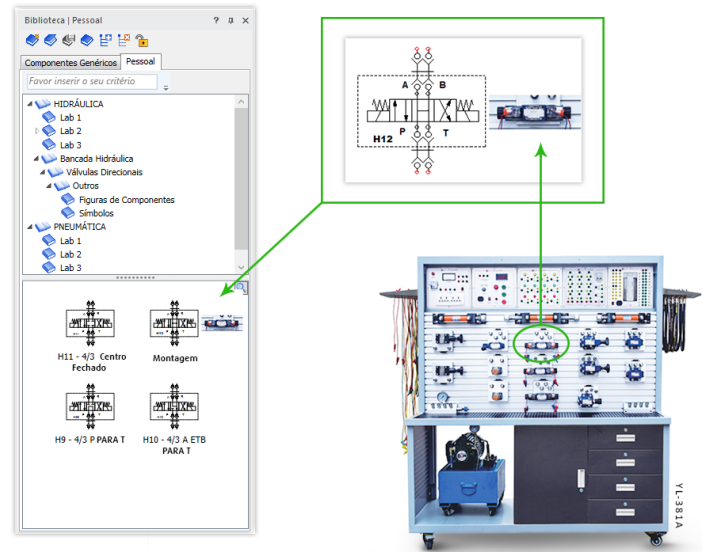 Biblioteca | Pessoal
Componentes Genéricos
Pessoal
Favor inserir o seu critério
HIDRÁULICA
Lab 1
Lab 2
Lab 3
Bancada Hidráulica
Válvulas Direcionais
Outros
Figuras de Componentes
Símbolos
PNEUMÁTICA
Lab 1
Lab 2
Lab 3
H11 - 4/3 Centro
Fechado
Montagem
H9 - 4/3 P PARA T
H10 - 4/3 A ETB
PARA T
A
B
P
T
H12
YL-381A